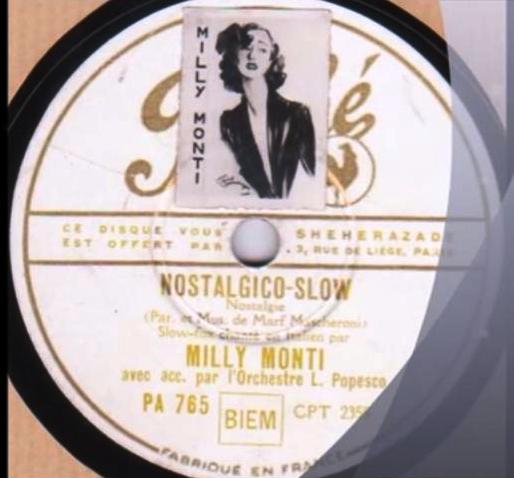 MILLY MONTI
CE DISQUE VOUS SHEHERAZADE
EST OFFERT PAR . 3, RUE DE LIÈGE, PARIS
NOSTALGICO-SLOW
Nostalgie
(Par. et Mus. de Marf Mascheroni)
Slow-fox chanté en Italien par
MILLY MONTI
avec acc. par l'Orchestre L. Popesco
PA 765 BIEM CPT
FABRIQUÉ EN FRANCE